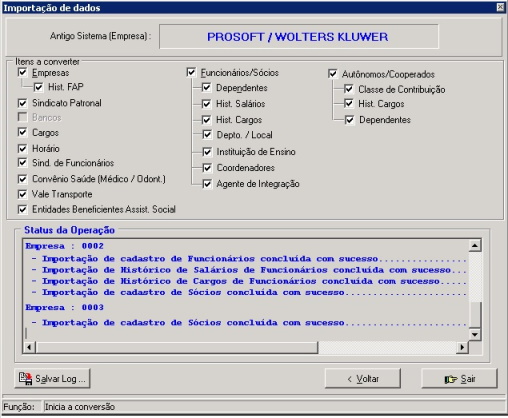 Importação de dados
Antigo Sistema (Empresa) : PROSOFT / WOLTERS KLUWER
Itens a converter
Empresas
Hist. FAP
Sindicato Patronal
Bancos
Cargos
Horário
Sind. de Funcionários
Convênio Saúde (Médico / Odont.)
Vale Transporte
Entidades Beneficientes Assist. Social
Funcionários/Sócios
Dependentes
Hist. Salários
Hist. Cargos
Depto. / Local
Instituição de Ensino
Coordenadores
Agente de Integração
Autônomos/Cooperados
Classe de Contribuição
Hist. Cargos
Dependentes
Status da Operação
Empresa : 0002
- Importação de cadastro de Funcionários concluída com sucesso...............
- Importação de Histórico de Salários de Funcionários concluída com sucesso...
- Importação de Histórico de Cargos de Funcionários concluída com sucesso.....
- Importação de cadastro de Sócios concluída com sucesso.....................
Empresa : 0003
- Importação de cadastro de Sócios concluída com sucesso.....................
Salvar Log ...
< Voltar
Sair
Função: Inicia a conversão